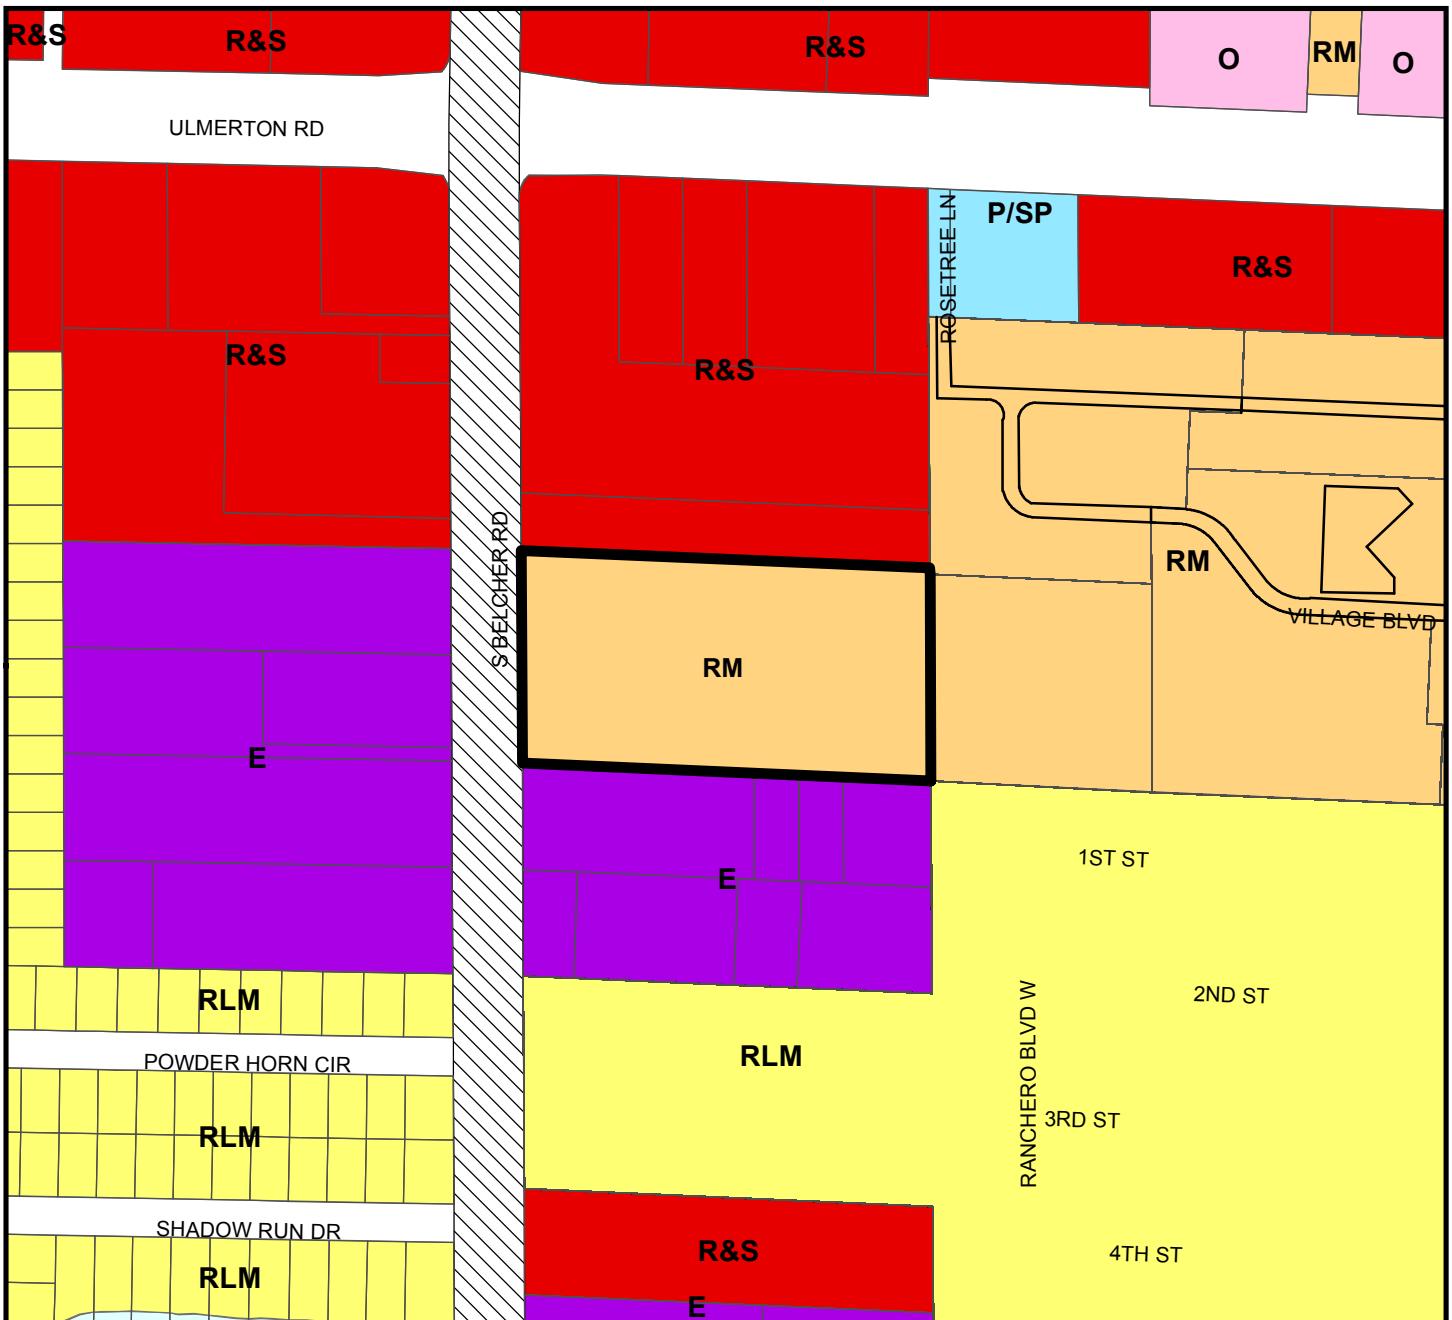 R&S
R&S
R&S
O
RM
O
ULMERTON RD
P/SP
ROSETREE LN
R&S
R&S
R&S
S BELCHER RD
RM
VILLAGE BLVD
RM
E
1ST ST
E
2ND ST
RLM
RANCHERO BLVD W
RLM
POWDER HORN CIR
3RD ST
RLM
SHADOW RUN DR
R&S
4TH ST
RLM
E